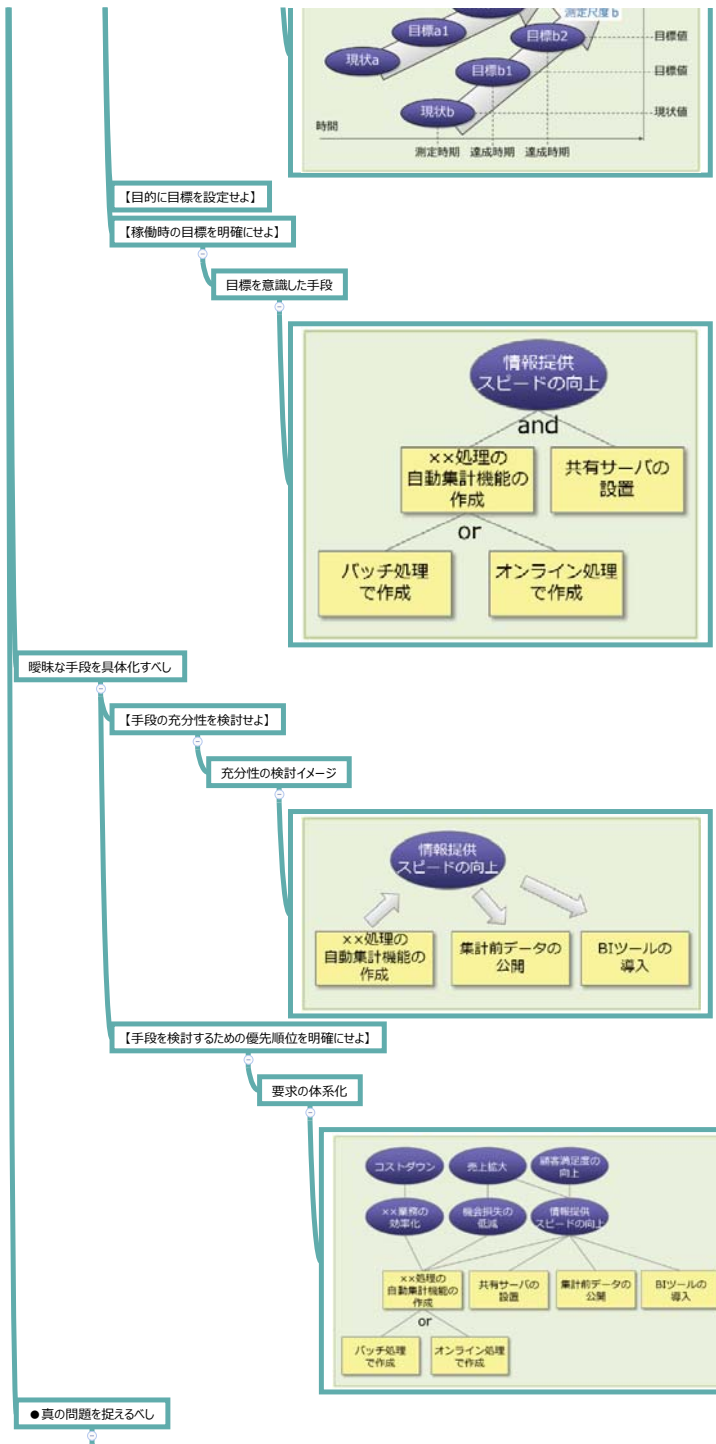 測定尺度b
目標a1
目標b2
目標値
現状a
目標b1
目標値
現状b
現状値
時間
測定時期 達成時期 達成時期
【目的に目標を設定せよ】
【稼働時の目標を明確にせよ】
目標を意識した手段
情報提供
スピードの向上
and
××処理の
自動集計機能の
作成
共有サーバの
設置
or
バッチ処理
で作成
オンライン処理
で作成
曖昧な手段を具体化すべし
【手段の充分性を検討せよ】
充分性の検討イメージ
情報提供
スピードの向上
××処理の
自動集計機能の
作成
集計前データの
公開
BIツールの
導入
【手段を検討するための優先順位を明確にせよ】
要求の体系化
コストダウン
売上拡大
顧客満足度の
向上
××業務の
効率化
機会損失の
低減
情報提供
スピードの向上
××処理の
自動集計機能の
作成
共有サーバの
設置
集計前データの
公開
BIツールの
導入
or
バッチ処理
で作成
オンライン処理
で作成
●真の問題を捉えるべし